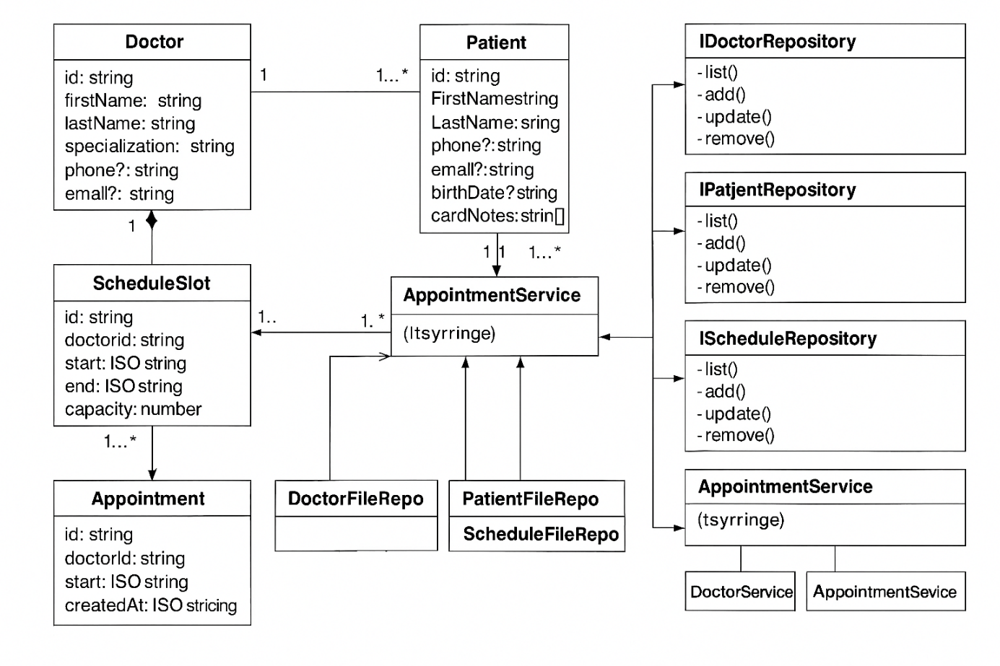 Doctor
id: string
firstName: string
lastName: string
specialization: string
phone?: string
emall?: string
1
1...*
Patient
id: string
FirstNamestring
LastName: sring
phone?: string
emall?: string
birthDate? string
cardNotes: strin[]
IDoctorRepository
- list()
- add()
- update()
- remove()
IPatjentRepository
- list()
- add()
- update()
- remove()
1
1 1
1...*
ScheduleSlot
id: string
doctorid: string
start: ISO string
end: ISO string
capacity: number
1..
1. *
AppointmentService
(Itsyrringe)
IScheduleRepository
- list()
- add()
- update()
- remove()
1...*
Appointment
id: string
doctorId: string
start: ISO string
createdAt: ISO stricing
DoctorFileRepo
PatientFileRepo
ScheduleFileRepo
AppointmentService
(tsyrringe)
DoctorService
AppointmentSevice